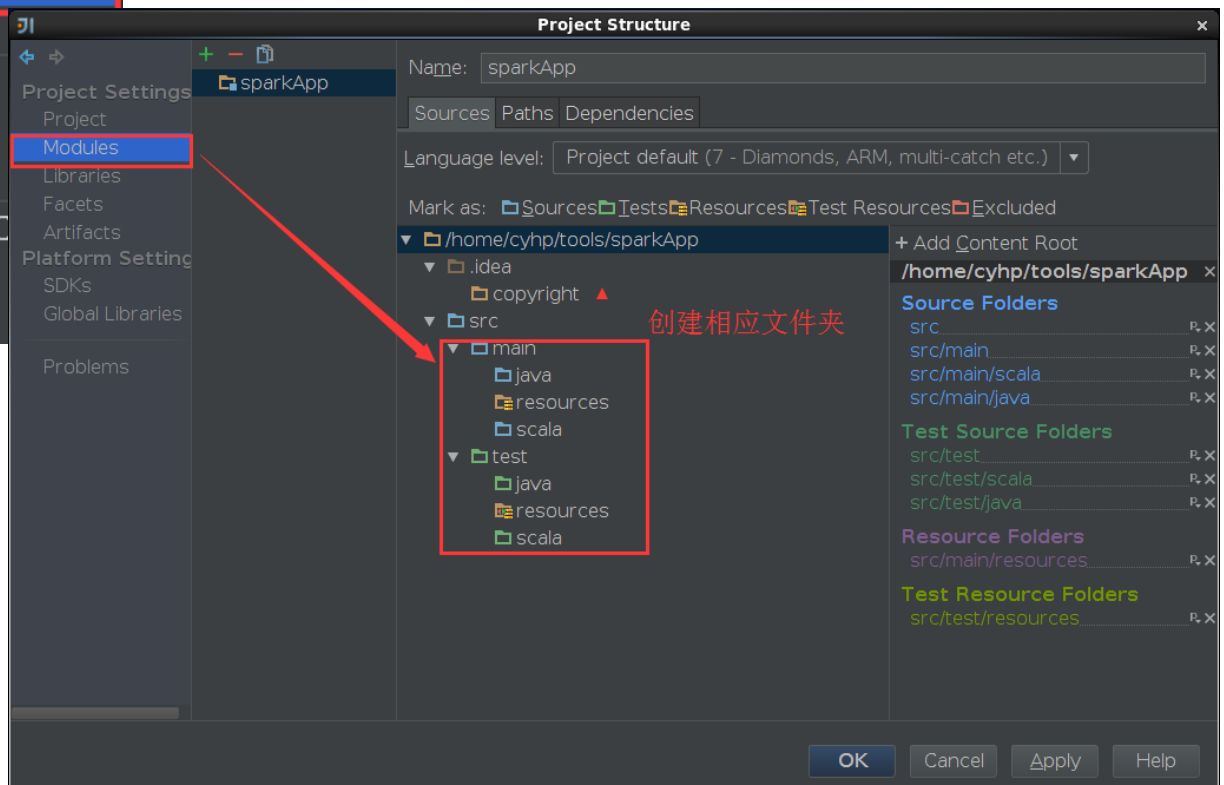 Project Structure
Project Settings
Project
Modules
Libraries
Facets
Artifacts
Platform Setting
SDKs
Global Libraries
Problems
sparkApp
Name: sparkApp
Sources Paths Dependencies
Language level: Project default (7 - Diamonds, ARM, multi-catch etc.)
Mark as: Sources Tests Resources Test Resources Excluded
/home/cyhp/tools/sparkApp
.idea
copyright
src
创建相应文件夹
main
java
resources
scala
test
java
resources
scala
+ Add Content Root
/home/cyhp/tools/sparkApp
Source Folders
src
src/main
src/main/scala
src/main/java
Test Source Folders
src/test
src/test/scala
src/test/java
Resource Folders
src/main/resources
Test Resource Folders
src/test/resources
OK Cancel Apply Help